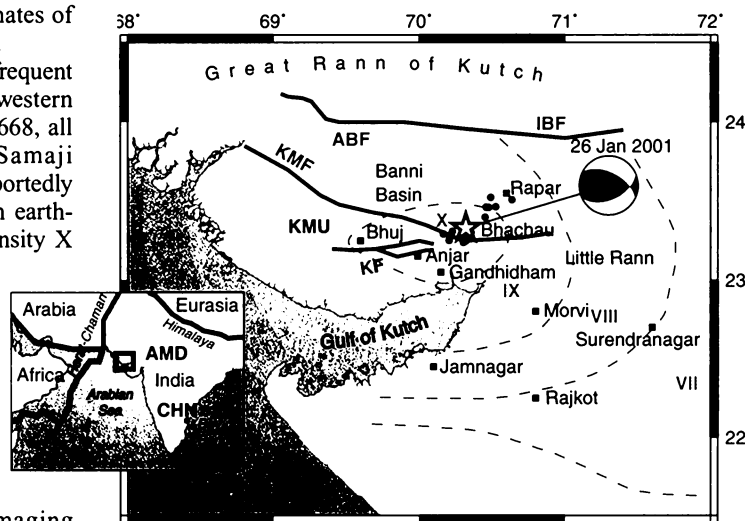 68° 69° 70° 71° 72°
nates of
requent
western
668, all
Samaji
portedly
n earth-
nsity X
Great Rann of Kutch
24
IBF
ABF
26 Jan 2001
KMF
Banni
Basin
Rapar
X
KMU
Bhuj
Bhachau
Anjar
Little Rann
KF
Gandhidham
23
IX
Morvi VIII
Surendranagar
Gulf of Kutch
Jamnagar
VII
Rajkot
22
Arabia
Eurasia
Chaman
Himalaya
AMD
Africa
India
Arabian
Sea
CHN
maging